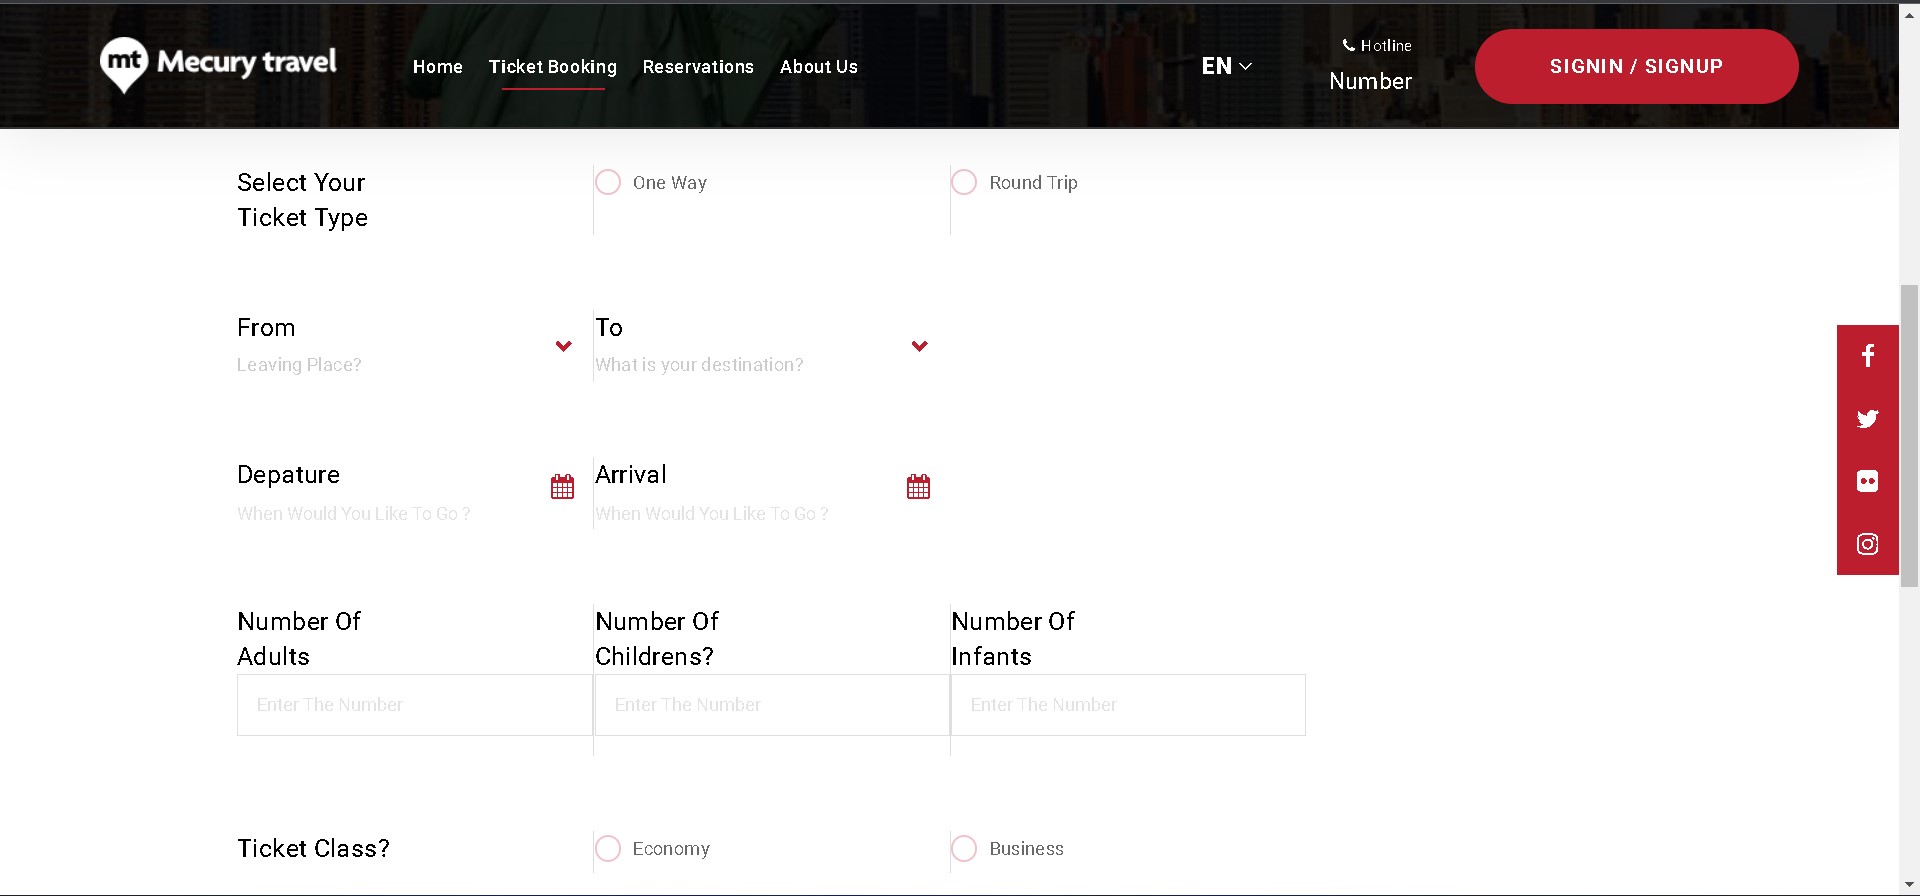 mt Mecury travel
Home Ticket Booking Reservations About Us
EN
Hotline
Number
SIGNIN / SIGNUP
Select Your
Ticket Type
One Way
Round Trip
From
Leaving Place?
To
What is your destination?
Depature
When Would You Like To Go ?
Arrival
When Would You Like To Go ?
Number Of
Adults
Enter The Number
Number Of
Childrens?
Enter The Number
Number Of
Infants
Enter The Number
Ticket Class?
Economy
Business